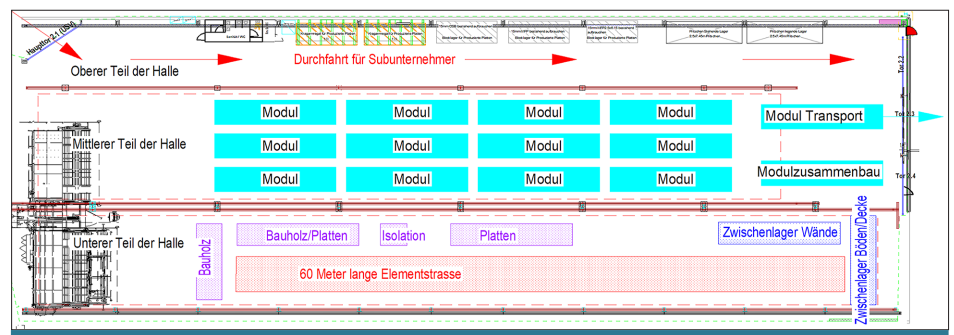 Haupttor 2.1 (USB)
Oberer Teil der Halle
Durchfahrt für Subunternehmer
Tor 2.2
Modul
Modul
Modul
Modul
Modul Transport
Tor 2.3
Mittlerer Teil der Halle
Modul
Modul
Modul
Modul
Modul
Modul
Modul
Modul
Modulzusammenbau
Tor 2.4
Unterer Teil der Halle
Bauholz
Bauholz/Platten
Isolation
Platten
Zwischenlager Wände
Zwischenlager Böden/Decke
60 Meter lange Elementstrasse